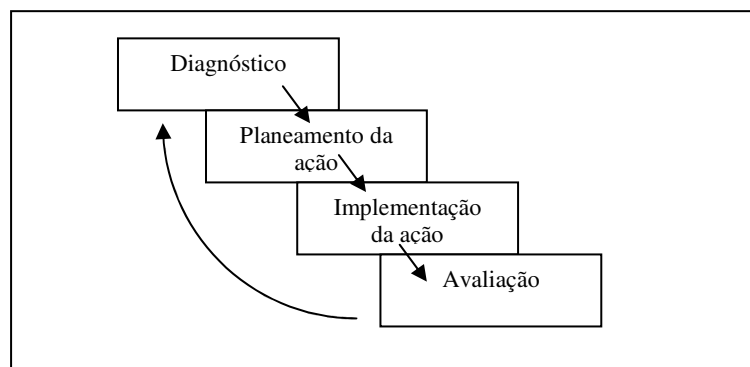 Diagnóstico
Planeamento da
ação
Implementação
da ação
Avaliação